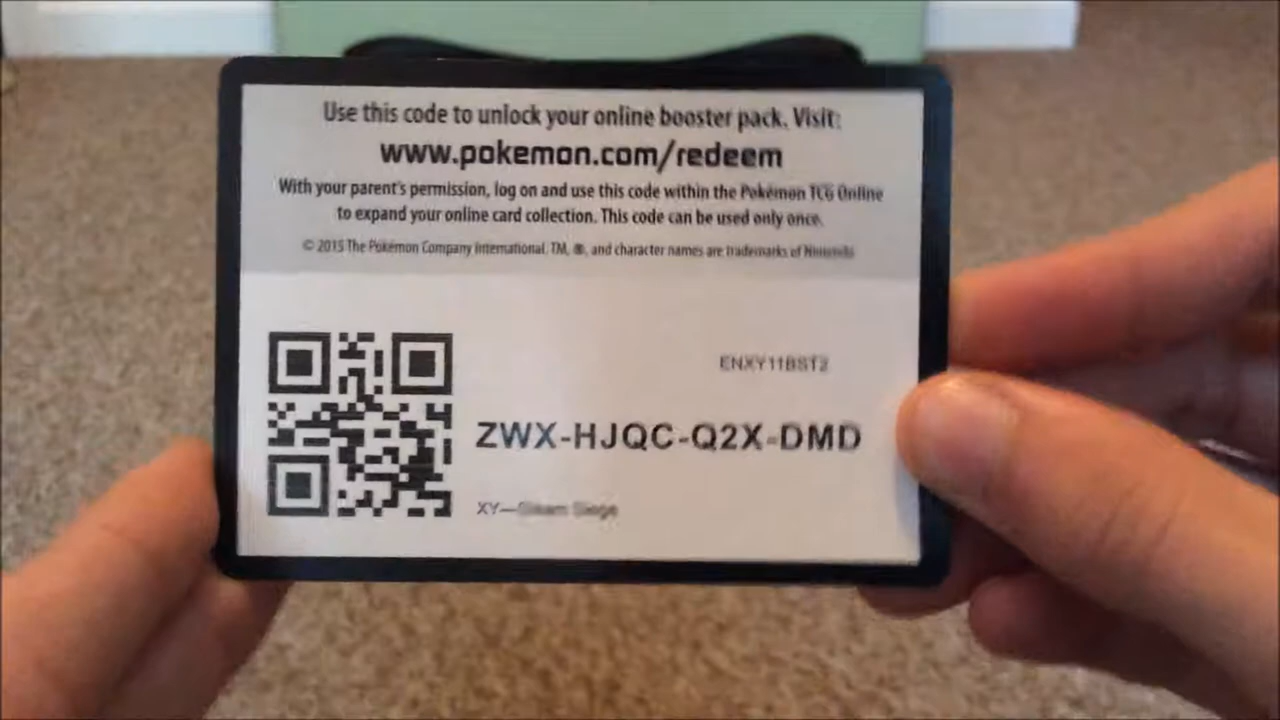 Use this code to unlock your online booster pack. Visit:
www.pokemon.com/redeem
With your parent's permission, log on and use this code within the Pokémon TCG Online
to expand your online card collection. This code can be used only once.
© 2015 The Pokémon Company International. TM, ®, and character names are trademarks of Nintendo
ENXY11BST2
ZWX-HJQC-Q2X-DMD
XY—Steam Siege